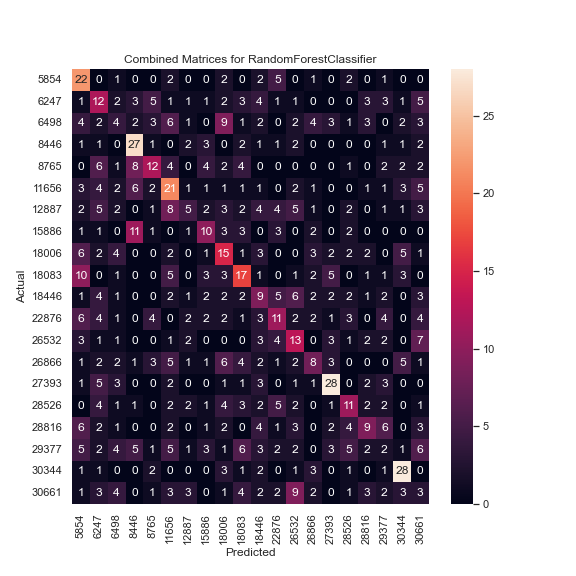 Combined Matrices for RandomForestClassifier
5854 22 0 1 0 0 2 0 0 2 0 2 5 0 1 0 2 0 1 0 0
6247 1 12 2 3 5 1 1 1 2 3 4 1 1 0 0 0 3 3 1 5
6498 4 2 4 2 3 6 1 0 9 1 2 0 2 4 3 1 3 0 2 3
8446 1 1 0 27 1 0 2 3 0 2 1 1 2 0 0 0 0 1 1 2
8765 0 6 1 8 12 4 0 4 2 4 0 0 0 0 0 1 0 2 2 2
11656 3 4 2 6 2 21 1 1 1 1 1 0 2 1 0 0 1 1 3 5
12887 2 5 2 0 1 8 5 2 3 2 4 4 5 1 0 2 0 1 1 3
15886 1 1 0 11 1 0 1 10 3 3 0 3 0 2 0 2 2 0 0 0
18006 6 2 4 0 0 2 0 0 15 1 3 0 0 3 2 2 1 0 5 1
18083 10 0 1 0 0 5 0 3 3 17 1 0 1 2 5 0 1 1 3 0
18446 1 4 1 0 0 2 1 2 2 2 9 5 6 2 2 2 1 2 0 3
22876 6 4 1 0 4 0 2 2 2 1 3 11 2 2 1 3 0 4 0 4
26532 3 1 1 0 0 1 2 0 0 0 3 4 13 0 3 1 2 2 0 7
26866 1 2 2 1 3 5 1 1 6 4 2 1 2 8 3 0 0 0 5 1
27393 1 5 3 0 0 2 0 0 1 1 3 0 1 1 28 0 2 3 0 0
28526 0 4 1 1 0 2 2 1 4 3 2 5 2 0 1 11 2 2 0 1
28816 6 2 1 0 0 2 0 1 2 0 4 1 3 0 2 4 9 6 0 3
29377 5 2 4 5 1 5 1 3 1 6 3 2 2 0 3 5 2 2 1 6
30344 1 1 0 0 2 0 0 0 3 1 2 0 1 3 0 1 0 1 28 0
30661 1 3 4 0 1 3 3 0 1 4 2 2 9 2 0 1 3 2 3 3
5854 6247 6498 8446 8765 11656 12887 15886 18006 18083 18446 22876 26532 26866 27393 28526 28816 29377 30344 30661
Predicted
Actual
25
20
15
10
5
0